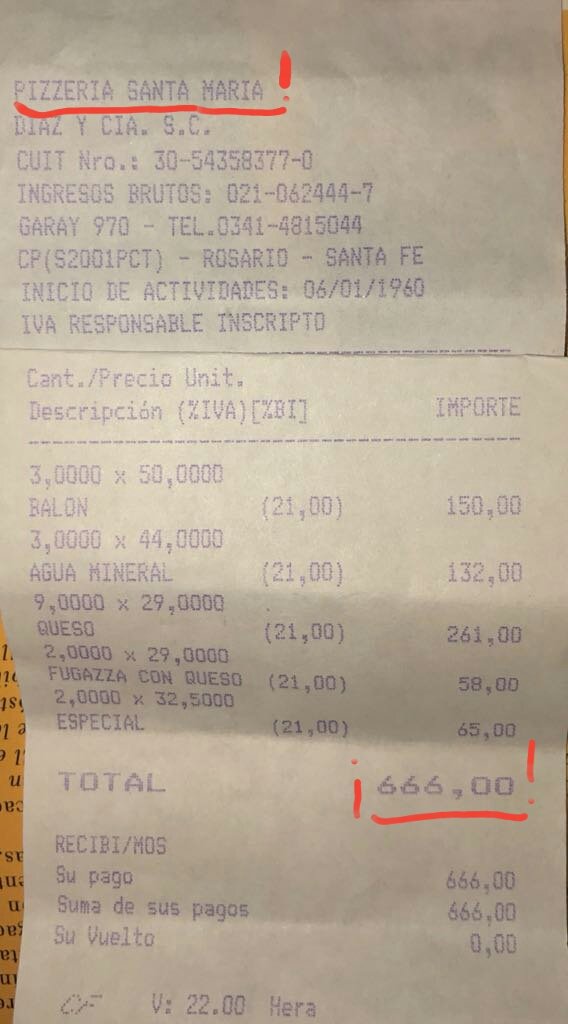 PIZZERIA SANTA MARIA !
DIAZ Y CIA. S.C.
CUIT Nro.: 30-54358377-0
INGRESOS BRUTOS: 021-062444-7
GARAY 970 - TEL.0341-4815044
CP(S2001PCT) - ROSARIO - SANTA FE
INICIO DE ACTIVIDADES: 06/01/1960
IVA RESPONSABLE INSCRIPTO
Cant./Precio Unit.
Descripción (%IVA)[%BI] IMPORTE
3,0000 x 50,0000
BALON (21,00) 150,00
3,0000 x 44,0000
AGUA MINERAL (21,00) 132,00
9,0000 x 29,0000
QUESO (21,00) 261,00
2,0000 x 29,0000
FUGAZZA CON QUESO (21,00) 58,00
2,0000 x 32,5000
ESPECIAL (21,00) 65,00
TOTAL ¡666,00!
RECIBI/MOS
Su pago 666,00
Suma de sus pagos 666,00
Su Vuelto 0,00
CF V: 22.00 Hera